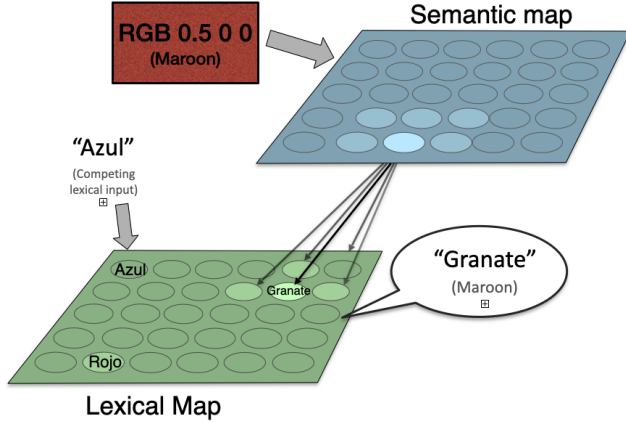 Semantic map
RGB 0.5 0 0
(Maroon)
“Azul”
(Competing
lexical input)
Azul
Granate
“Granate”
(Maroon)
Rojo
Lexical Map